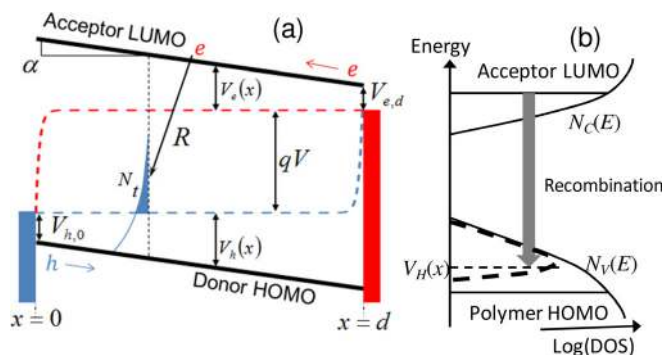 (a)
Acceptor LUMO
e
e
α
V_e(x)
V_{e,d}
R
qV
N_t
V_{h,0}
V_h(x)
h
Donor HOMO
x = 0
x = d
(b)
Energy
Acceptor LUMO
N_C(E)
Recombination
V_H(x)
N_V(E)
Polymer HOMO
Log(DOS)